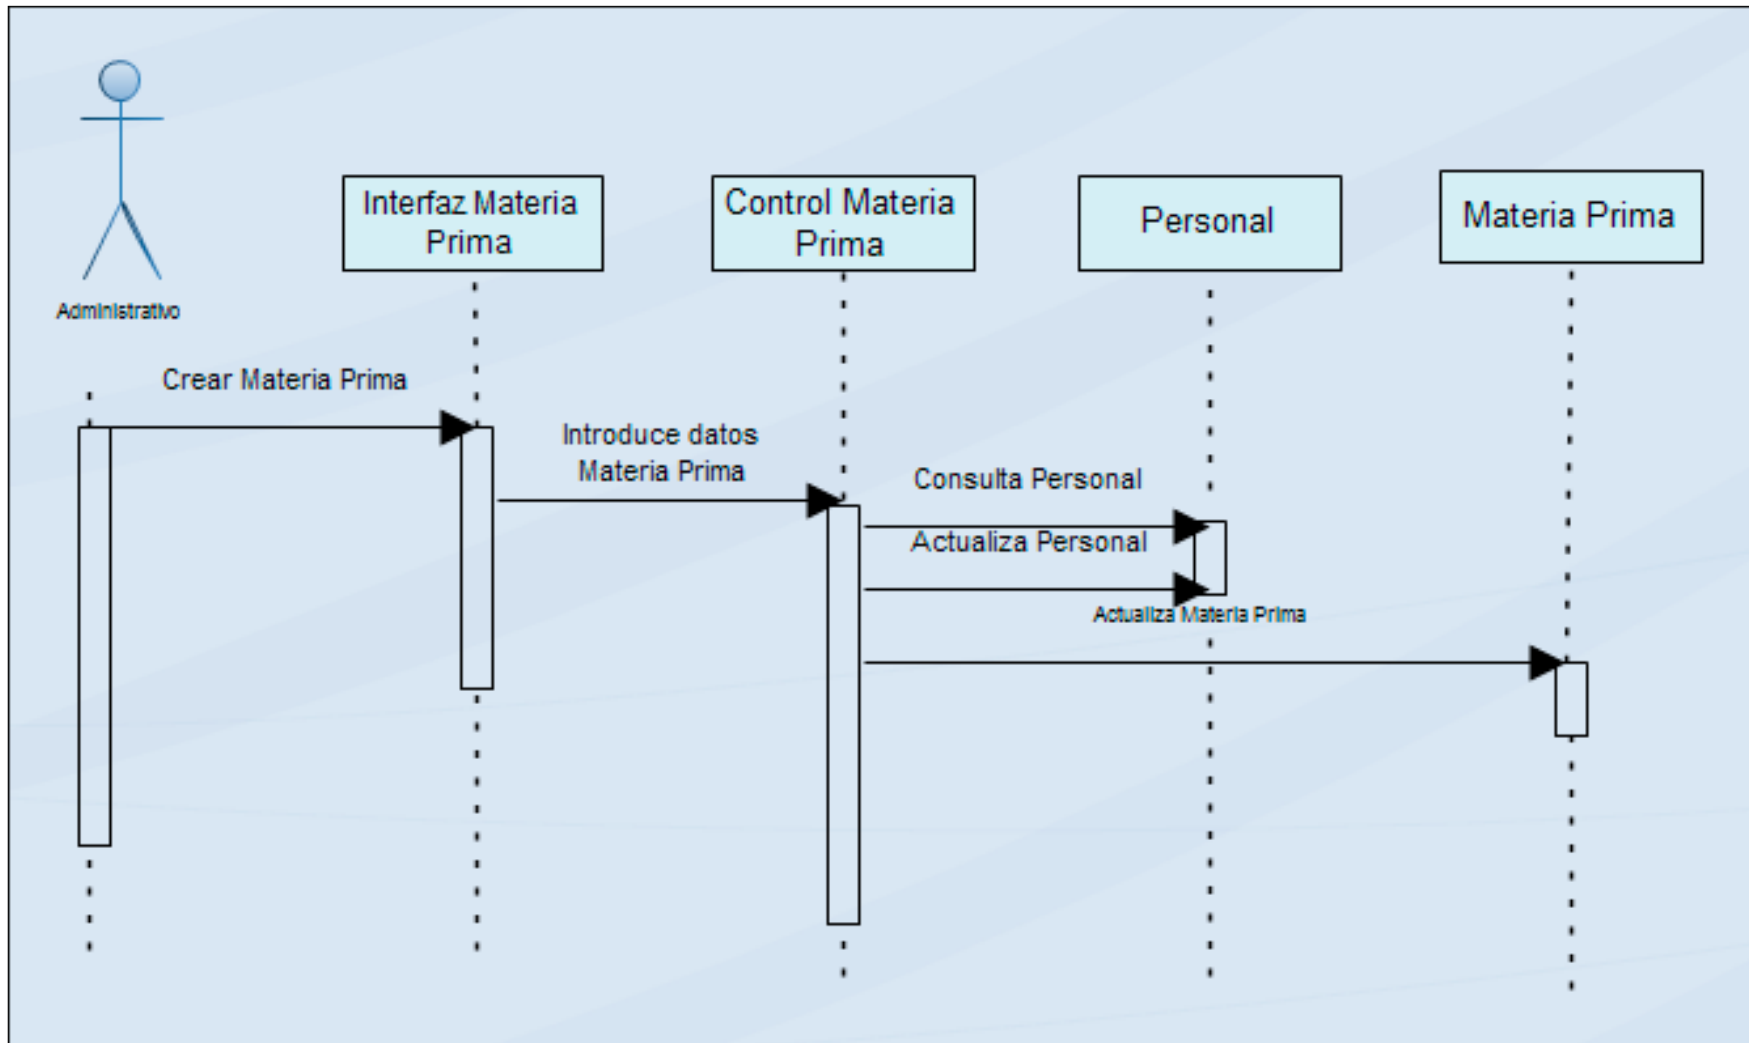 Administrativo
Interfaz Materia
Prima
Control Materia
Prima
Personal
Materia Prima
Crear Materia Prima
Introduce datos
Materia Prima
Consulta Personal
Actualiza Personal
Actualiza Materia Prima